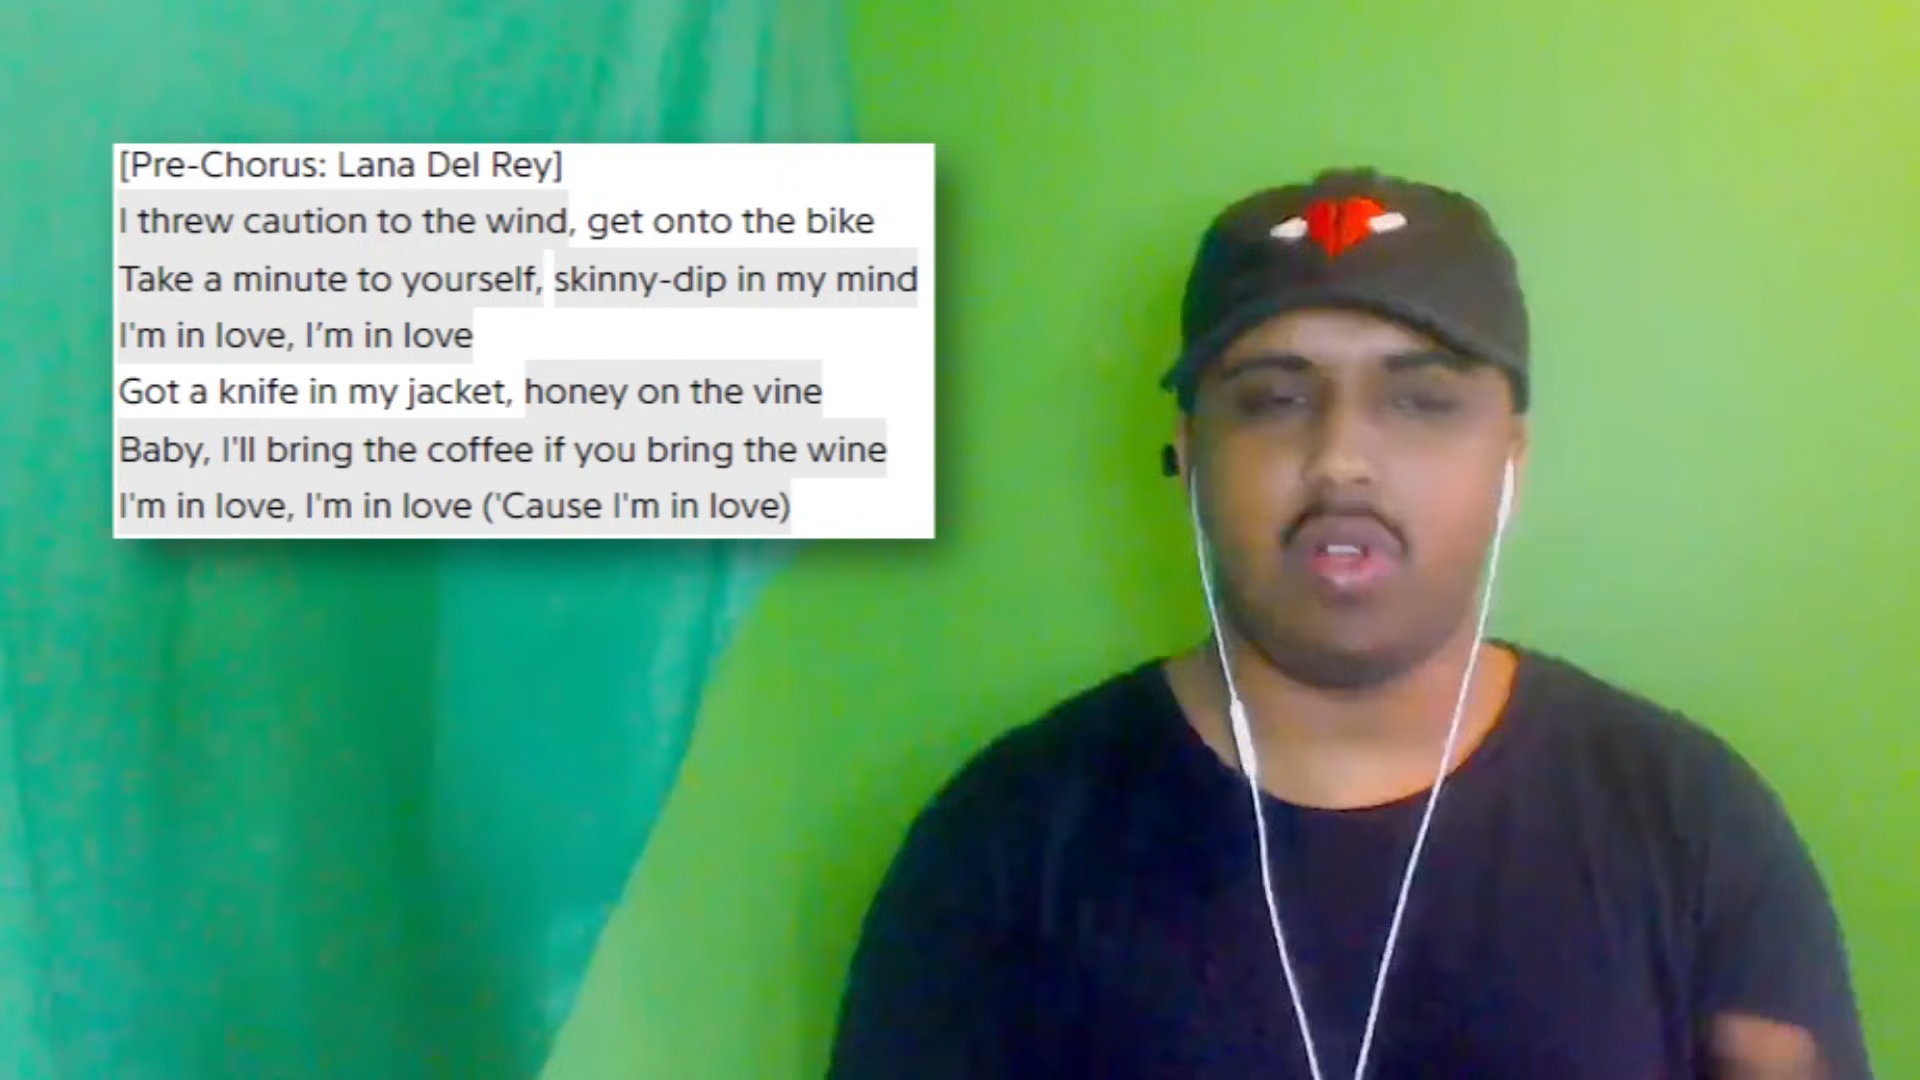 [Pre-Chorus: Lana Del Rey]
I threw caution to the wind, get onto the bike
Take a minute to yourself, skinny-dip in my mind
I'm in love, I’m in love
Got a knife in my jacket, honey on the vine
Baby, I'll bring the coffee if you bring the wine
I'm in love, I'm in love ('Cause I'm in love)